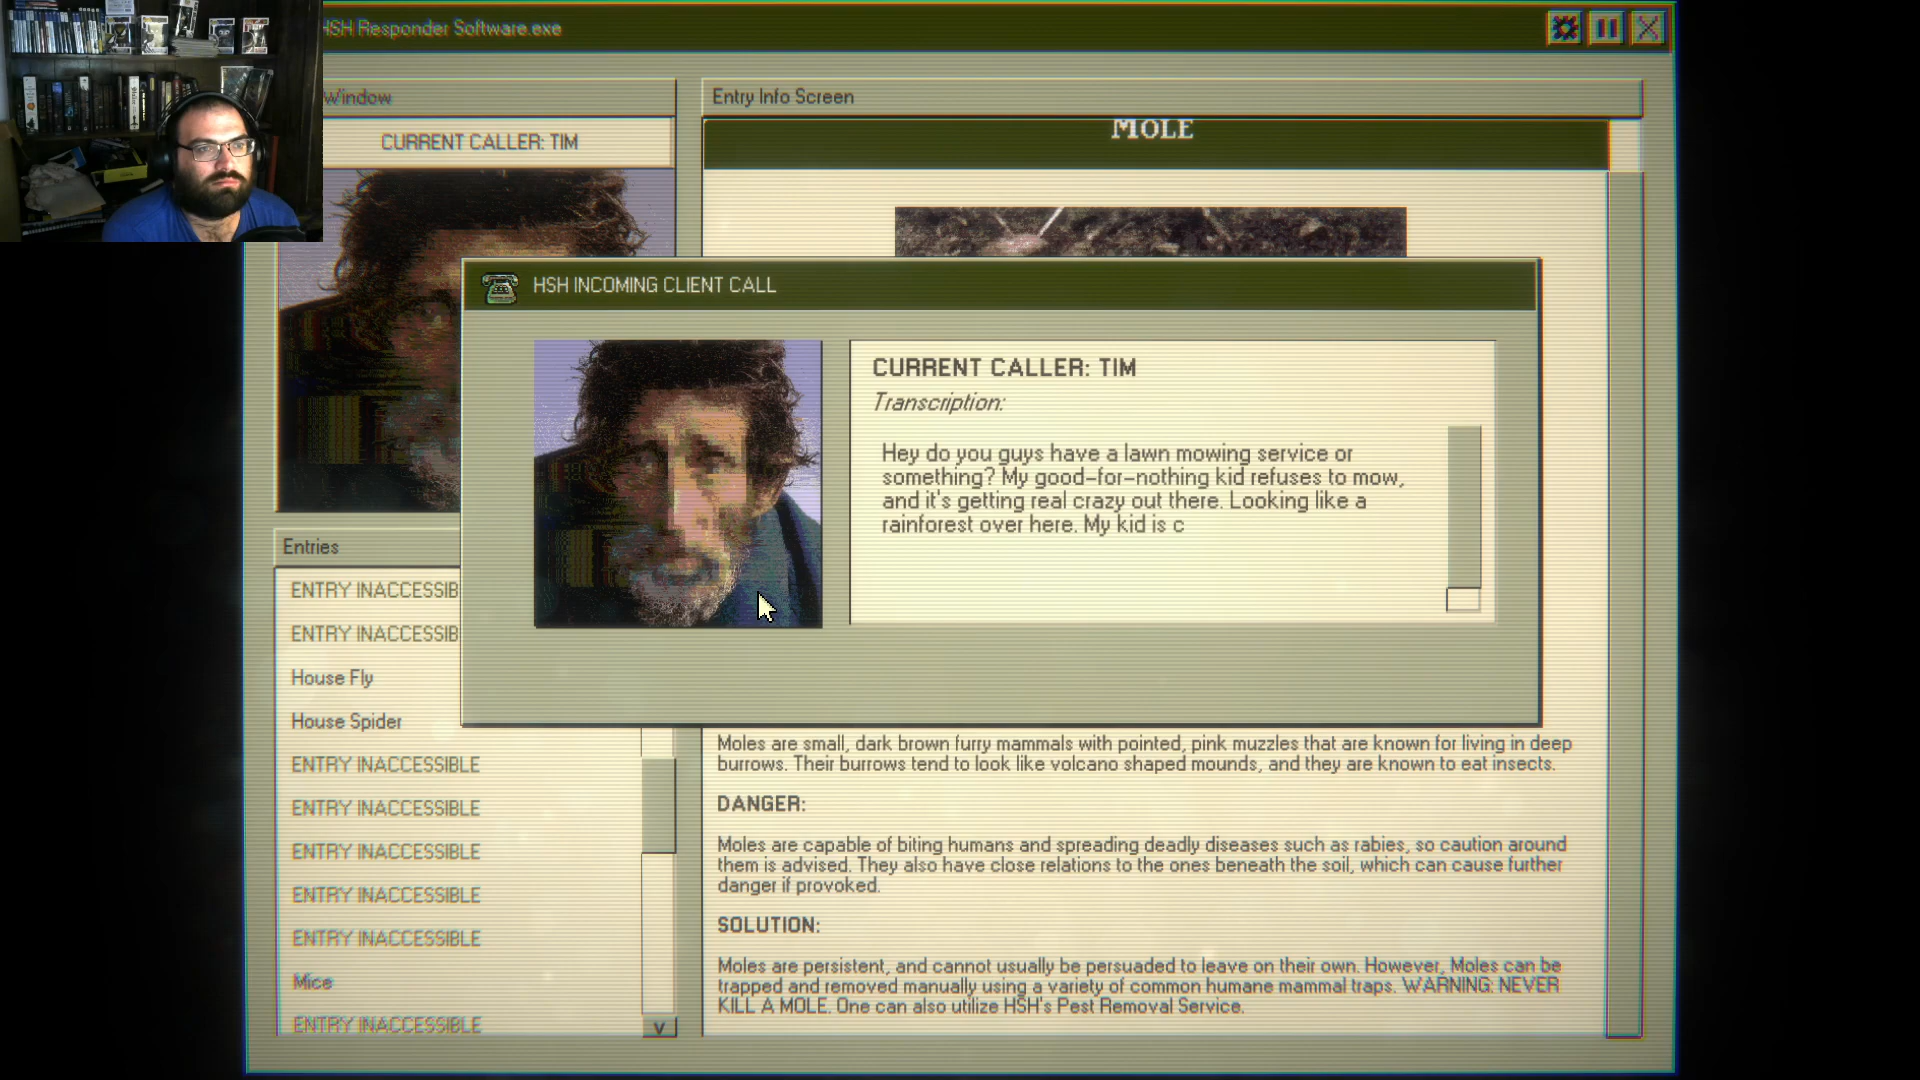 HSH Responder Software.exe
Window
Entry Info Screen
CURRENT CALLER: TIM
MOLE
HSH INCOMING CLIENT CALL
CURRENT CALLER: TIM
Transcription:
Hey do you guys have a lawn mowing service or
something? My good-for-nothing kid refuses to mow,
and it's getting real crazy out there. Looking like a
rainforest over here. My kid is c
Entries
ENTRY INACCESSIB
ENTRY INACCESSIB
House Fly
House Spider
ENTRY INACCESSIBLE
ENTRY INACCESSIBLE
ENTRY INACCESSIBLE
ENTRY INACCESSIBLE
ENTRY INACCESSIBLE
Mice
ENTRY INACCESSIBLE
V
Moles are small, dark brown furry mammals with pointed, pink muzzles that are known for living in deep
burrows. Their burrows tend to look like volcano shaped mounds, and they are known to eat insects.
DANGER:
Moles are capable of biting humans and spreading deadly diseases such as rabies, so caution around
them is advised. They also have close relations to the ones beneath the soil, which can cause further
danger if provoked.
SOLUTION:
Moles are persistent, and cannot usually be persuaded to leave on their own. However, Moles can be
trapped and removed manually using a variety of common humane mammal traps. WARNING: NEVER
KILL A MOLE. One can also utilize HSH's Pest Removal Service.